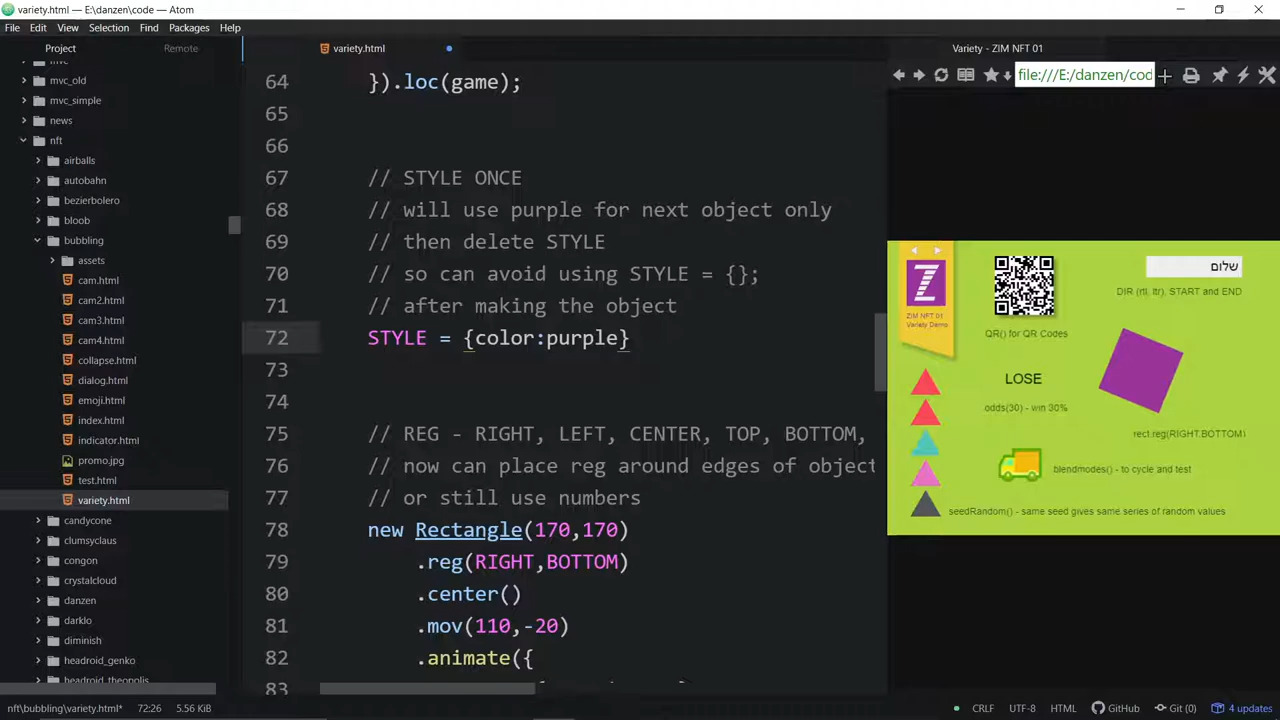 variety.html — E:\danzen\code — Atom
File Edit View Selection Find Packages Help
Project Remote
mvc
mvc_old
mvc_simple
news
nft
airballs
autobahn
bezierbolero
bloob
bubbling
assets
cam.html
cam2.html
cam3.html
cam4.html
collapse.html
dialog.html
emoji.html
index.html
indicator.html
promo.jpg
test.html
variety.html
candycone
clumsyclaus
congon
crystalcloud
danzen
darklo
diminish
headroid_genko
headroid_theopolis
variety.html
64 }).loc(game);
65
66
67 // STYLE ONCE
68 // will use purple for next object only
69 // then delete STYLE
70 // so can avoid using STYLE = {};
71 // after making the object
72 STYLE = {color:purple}
73
74
75 // REG - RIGHT, LEFT, CENTER, TOP, BOTTOM,
76 // now can place reg around edges of object
77 // or still use numbers
78 new Rectangle(170,170)
79 .reg(RIGHT,BOTTOM)
80 .center()
81 .mov(110,-20)
82 .animate({
83
Variety - ZIM NFT 01
file:///E:/danzen/cod
Z
ZIM NFT 01
Variety Demo
QR() for QR Codes
שלום
DIR (rtl, ltr), START and END
LOSE
odds(30) - win 30%
rect.reg(RIGHT.BOTTOM)
blendmodes() - to cycle and test
seedRandom() - same seed gives same series of random values
nft\bubbling\variety.html* 72:26 5.56 KiB
CRLF UTF-8 HTML GitHub Git (0) 4 updates